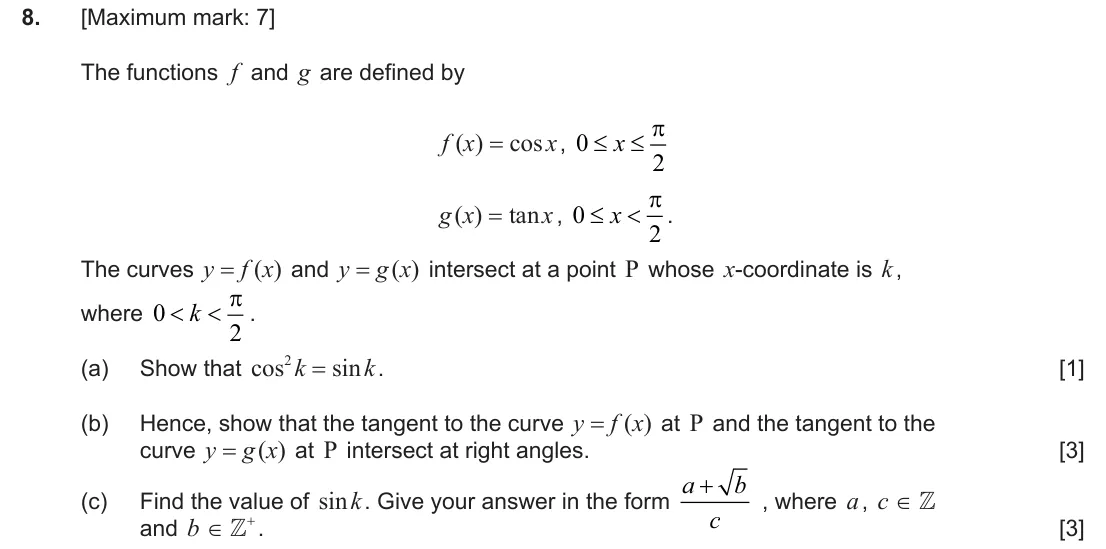 8. [Maximum mark: 7]
The functions f and g are defined by
f(x) = cos x, 0 ≤ x ≤ π/2
g(x) = tan x, 0 ≤ x < π/2.
The curves y = f(x) and y = g(x) intersect at a point P whose x-coordinate is k,
where 0 < k < π/2.
(a) Show that cos²k = sin k. [1]
(b) Hence, show that the tangent to the curve y = f(x) at P and the tangent to the
curve y = g(x) at P intersect at right angles. [3]
(c) Find the value of sin k. Give your answer in the form (a + √b)/c, where a, c ∈ ℤ
and b ∈ ℤ⁺. [3]